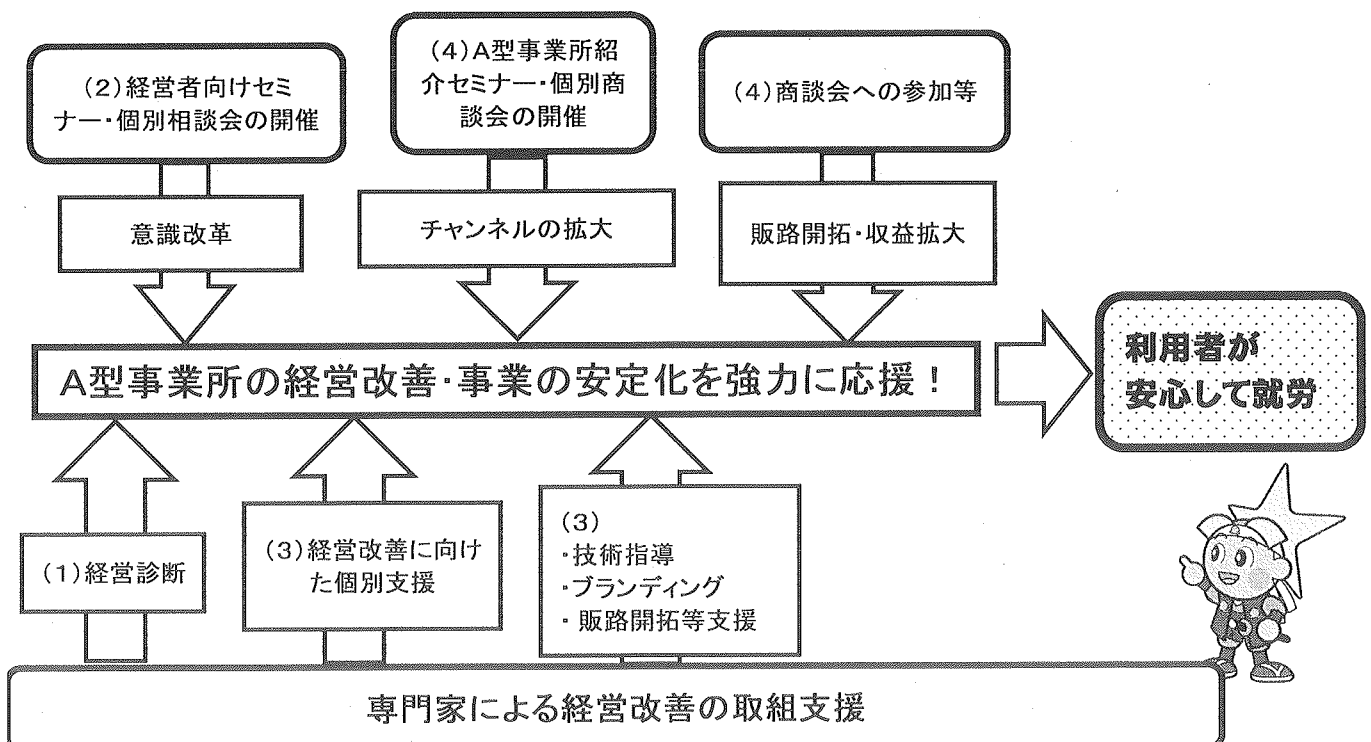 (2)経営者向けセミ
ナー・個別相談会の開催
(4)A型事業所紹
介セミナー・個別商
談会の開催
(4)商談会への参加等
意識改革
チャンネルの拡大
販路開拓・収益拡大
A型事業所の経営改善・事業の安定化を強力に応援！
利用者が
安心して就労
(1)経営診断
(3)経営改善に向け
た個別支援
(3)
・技術指導
・ブランディング
・販路開拓等支援
専門家による経営改善の取組支援